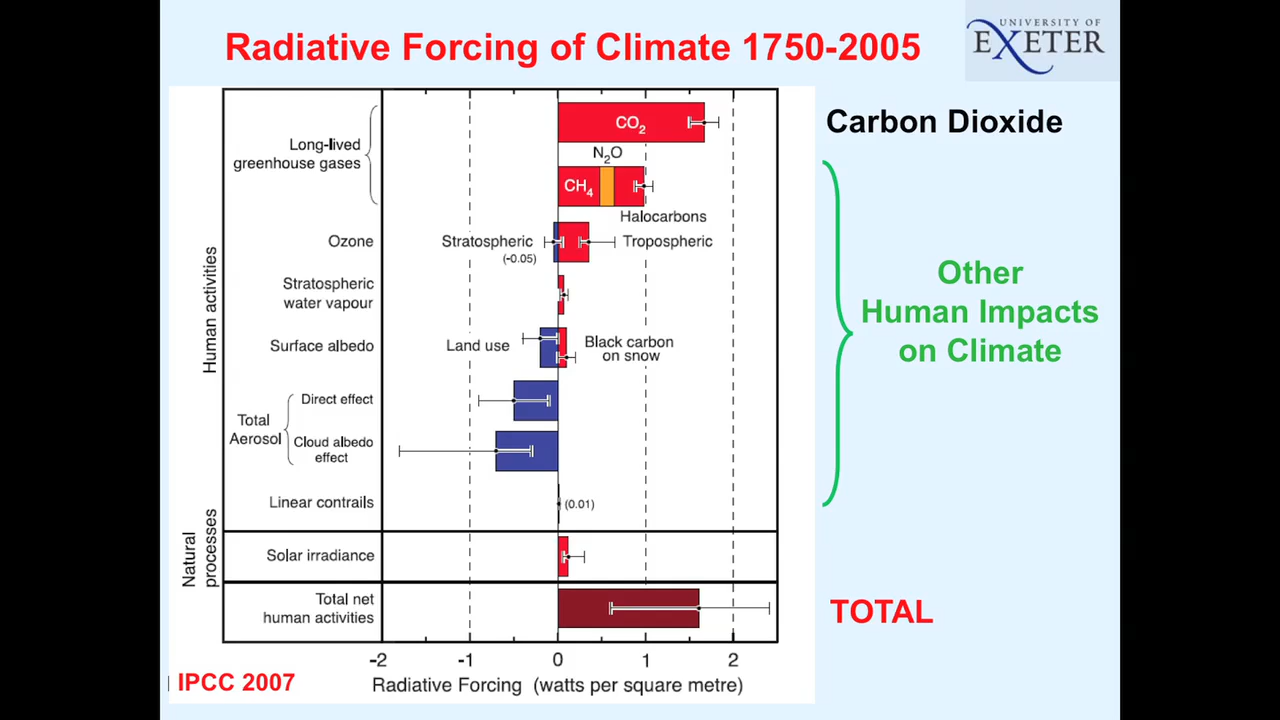 Radiative Forcing of Climate 1750-2005
UNIVERSITY OF
EXETER
Carbon Dioxide
Other
Human Impacts
on Climate
TOTAL
Human activities
Natural
processes
Long-lived
greenhouse gases
CO₂
N₂O
CH₄
Halocarbons
Ozone
Stratospheric
(-0.05)
Tropospheric
Stratospheric
water vapour
Surface albedo
Land use
Black carbon
on snow
Total
Aerosol
Direct effect
Cloud albedo
effect
Linear contrails
(0.01)
Solar irradiance
Total net
human activities
-2 -1 0 1 2
Radiative Forcing (watts per square metre)
IPCC 2007